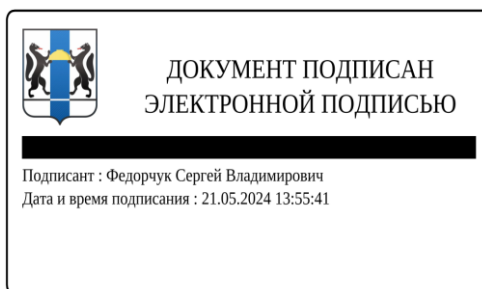 ДОКУМЕНТ ПОДПИСАН
ЭЛЕКТРОННОЙ ПОДПИСЬЮ
Подписант : Федорчук Сергей Владимирович
Дата и время подписания : 21.05.2024 13:55:41